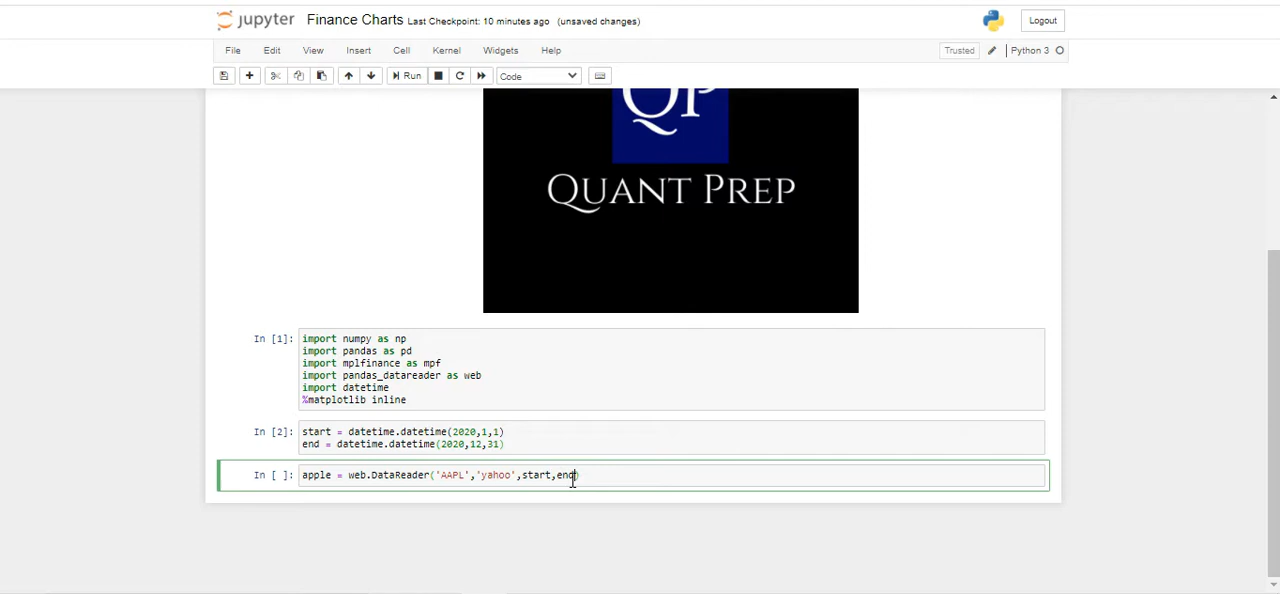 jupyter Finance Charts Last Checkpoint: 10 minutes ago (unsaved changes) Logout
File Edit View Insert Cell Kernel Widgets Help Trusted Python 3
Run Code
QP
QUANT PREP
In [1]: import numpy as np
import pandas as pd
import mplfinance as mpf
import pandas_datareader as web
import datetime
%matplotlib inline
In [2]: start = datetime.datetime(2020,1,1)
end = datetime.datetime(2020,12,31)
In [ ]: apple = web.DataReader('AAPL','yahoo',start,end)